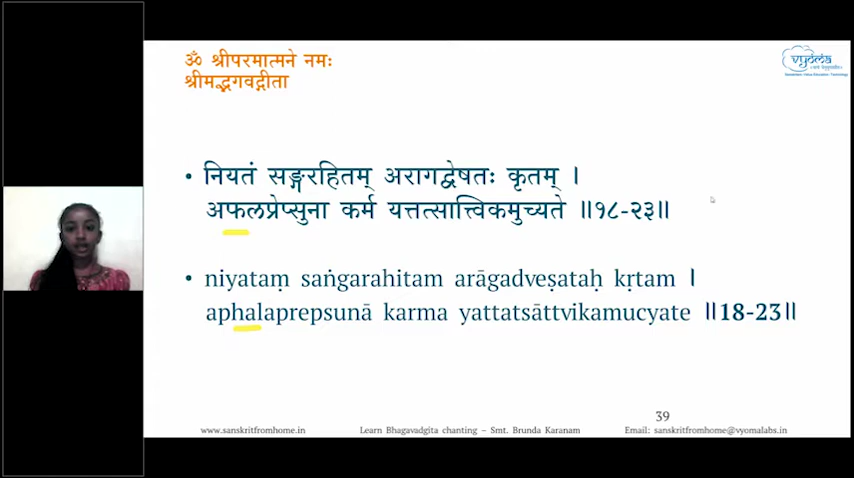 ॐ श्रीपरमात्मने नमः
श्रीमद्भगवद्गीता
vyoma
• नियतं सङ्गरहितम् अरागद्वेषतः कृतम् ।
अफलप्रेप्सुना कर्म यत्तत्सात्त्विकमुच्यते ॥१८-२३॥
• niyataṃ saṅgarahitam arāgadveṣataḥ kṛtam ।
aphalaprepsunā karma yattatsāttvikamucyate ॥18-23॥
39
www.sanskritfromhome.in Learn Bhagavadgita chanting – Smt. Brunda Karanam Email: sanskritfromhome@vyomalabs.in